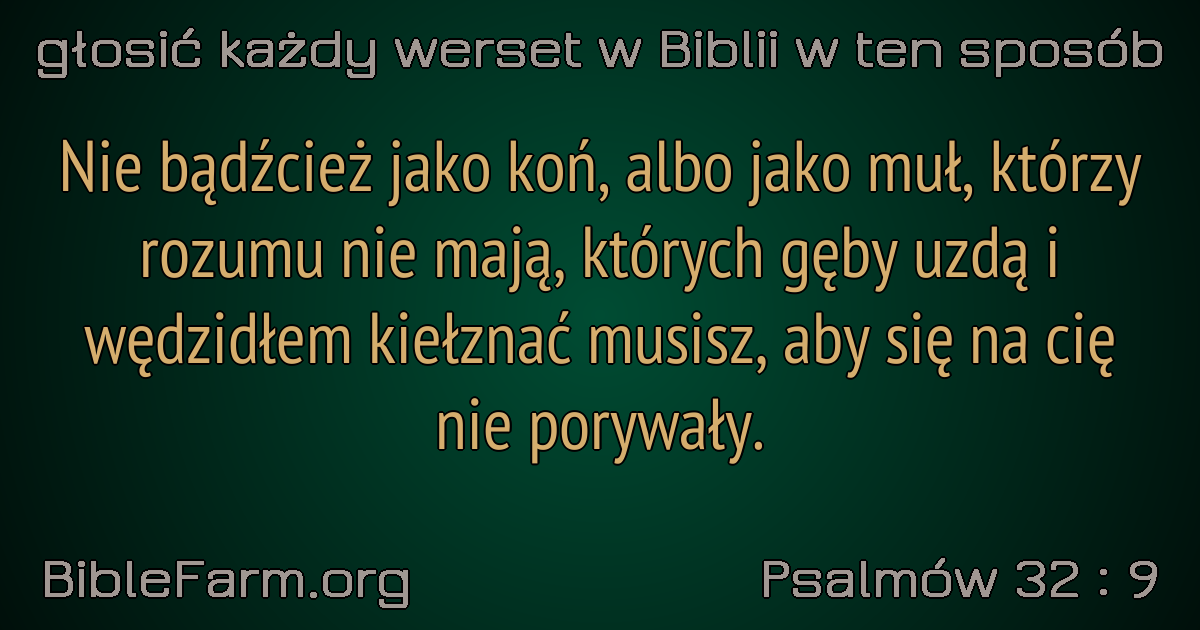 głosić każdy werset w Biblii w ten sposób
Nie bądźcież jako koń, albo jako muł, którzy
rozumu nie mają, których gęby uzdą i
wędzidłem kiełznać musisz, aby się na cię
nie porywały.
BibleFarm.org
Psalmów 32 : 9